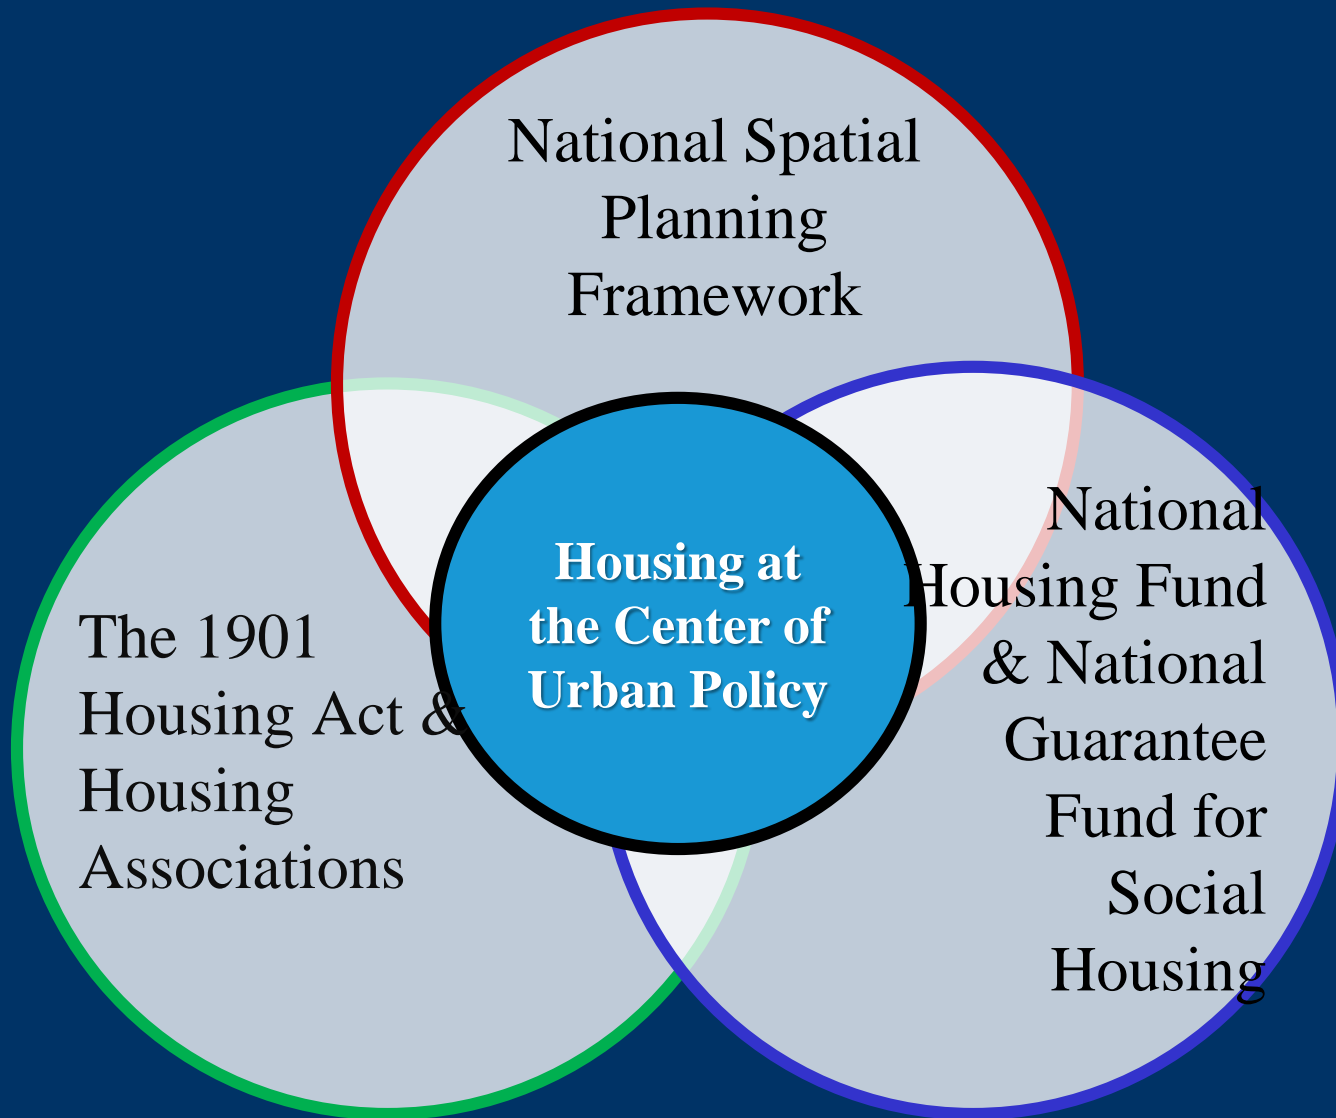 National Spatial
Planning
Framework
Housing at
the Center of
Urban Policy
The 1901
Housing Act &
Housing
Associations
National
Housing Fund
& National
Guarantee
Fund for
Social
Housing